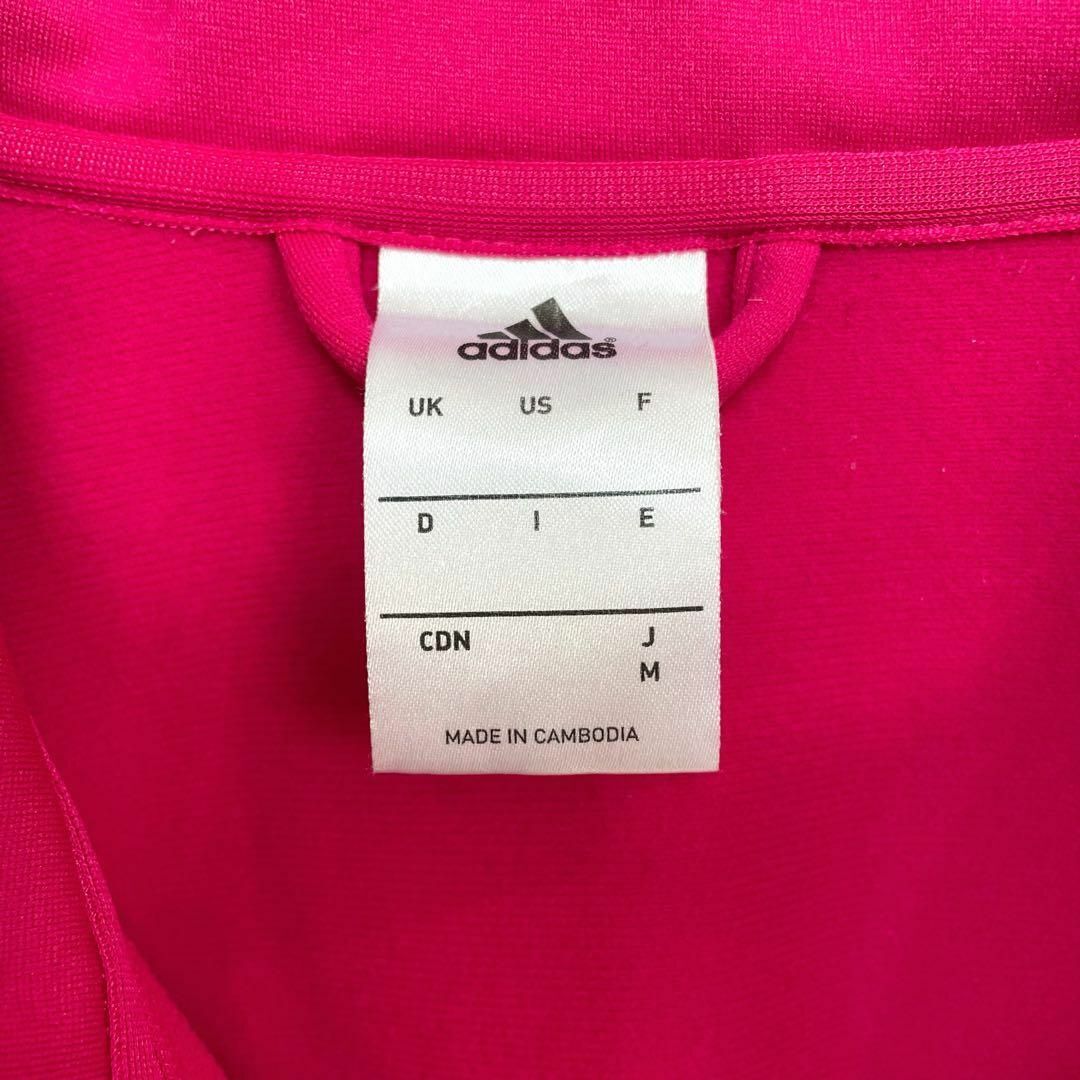 adidas®
UK US F
D I E
CDN J
M
MADE IN CAMBODIA